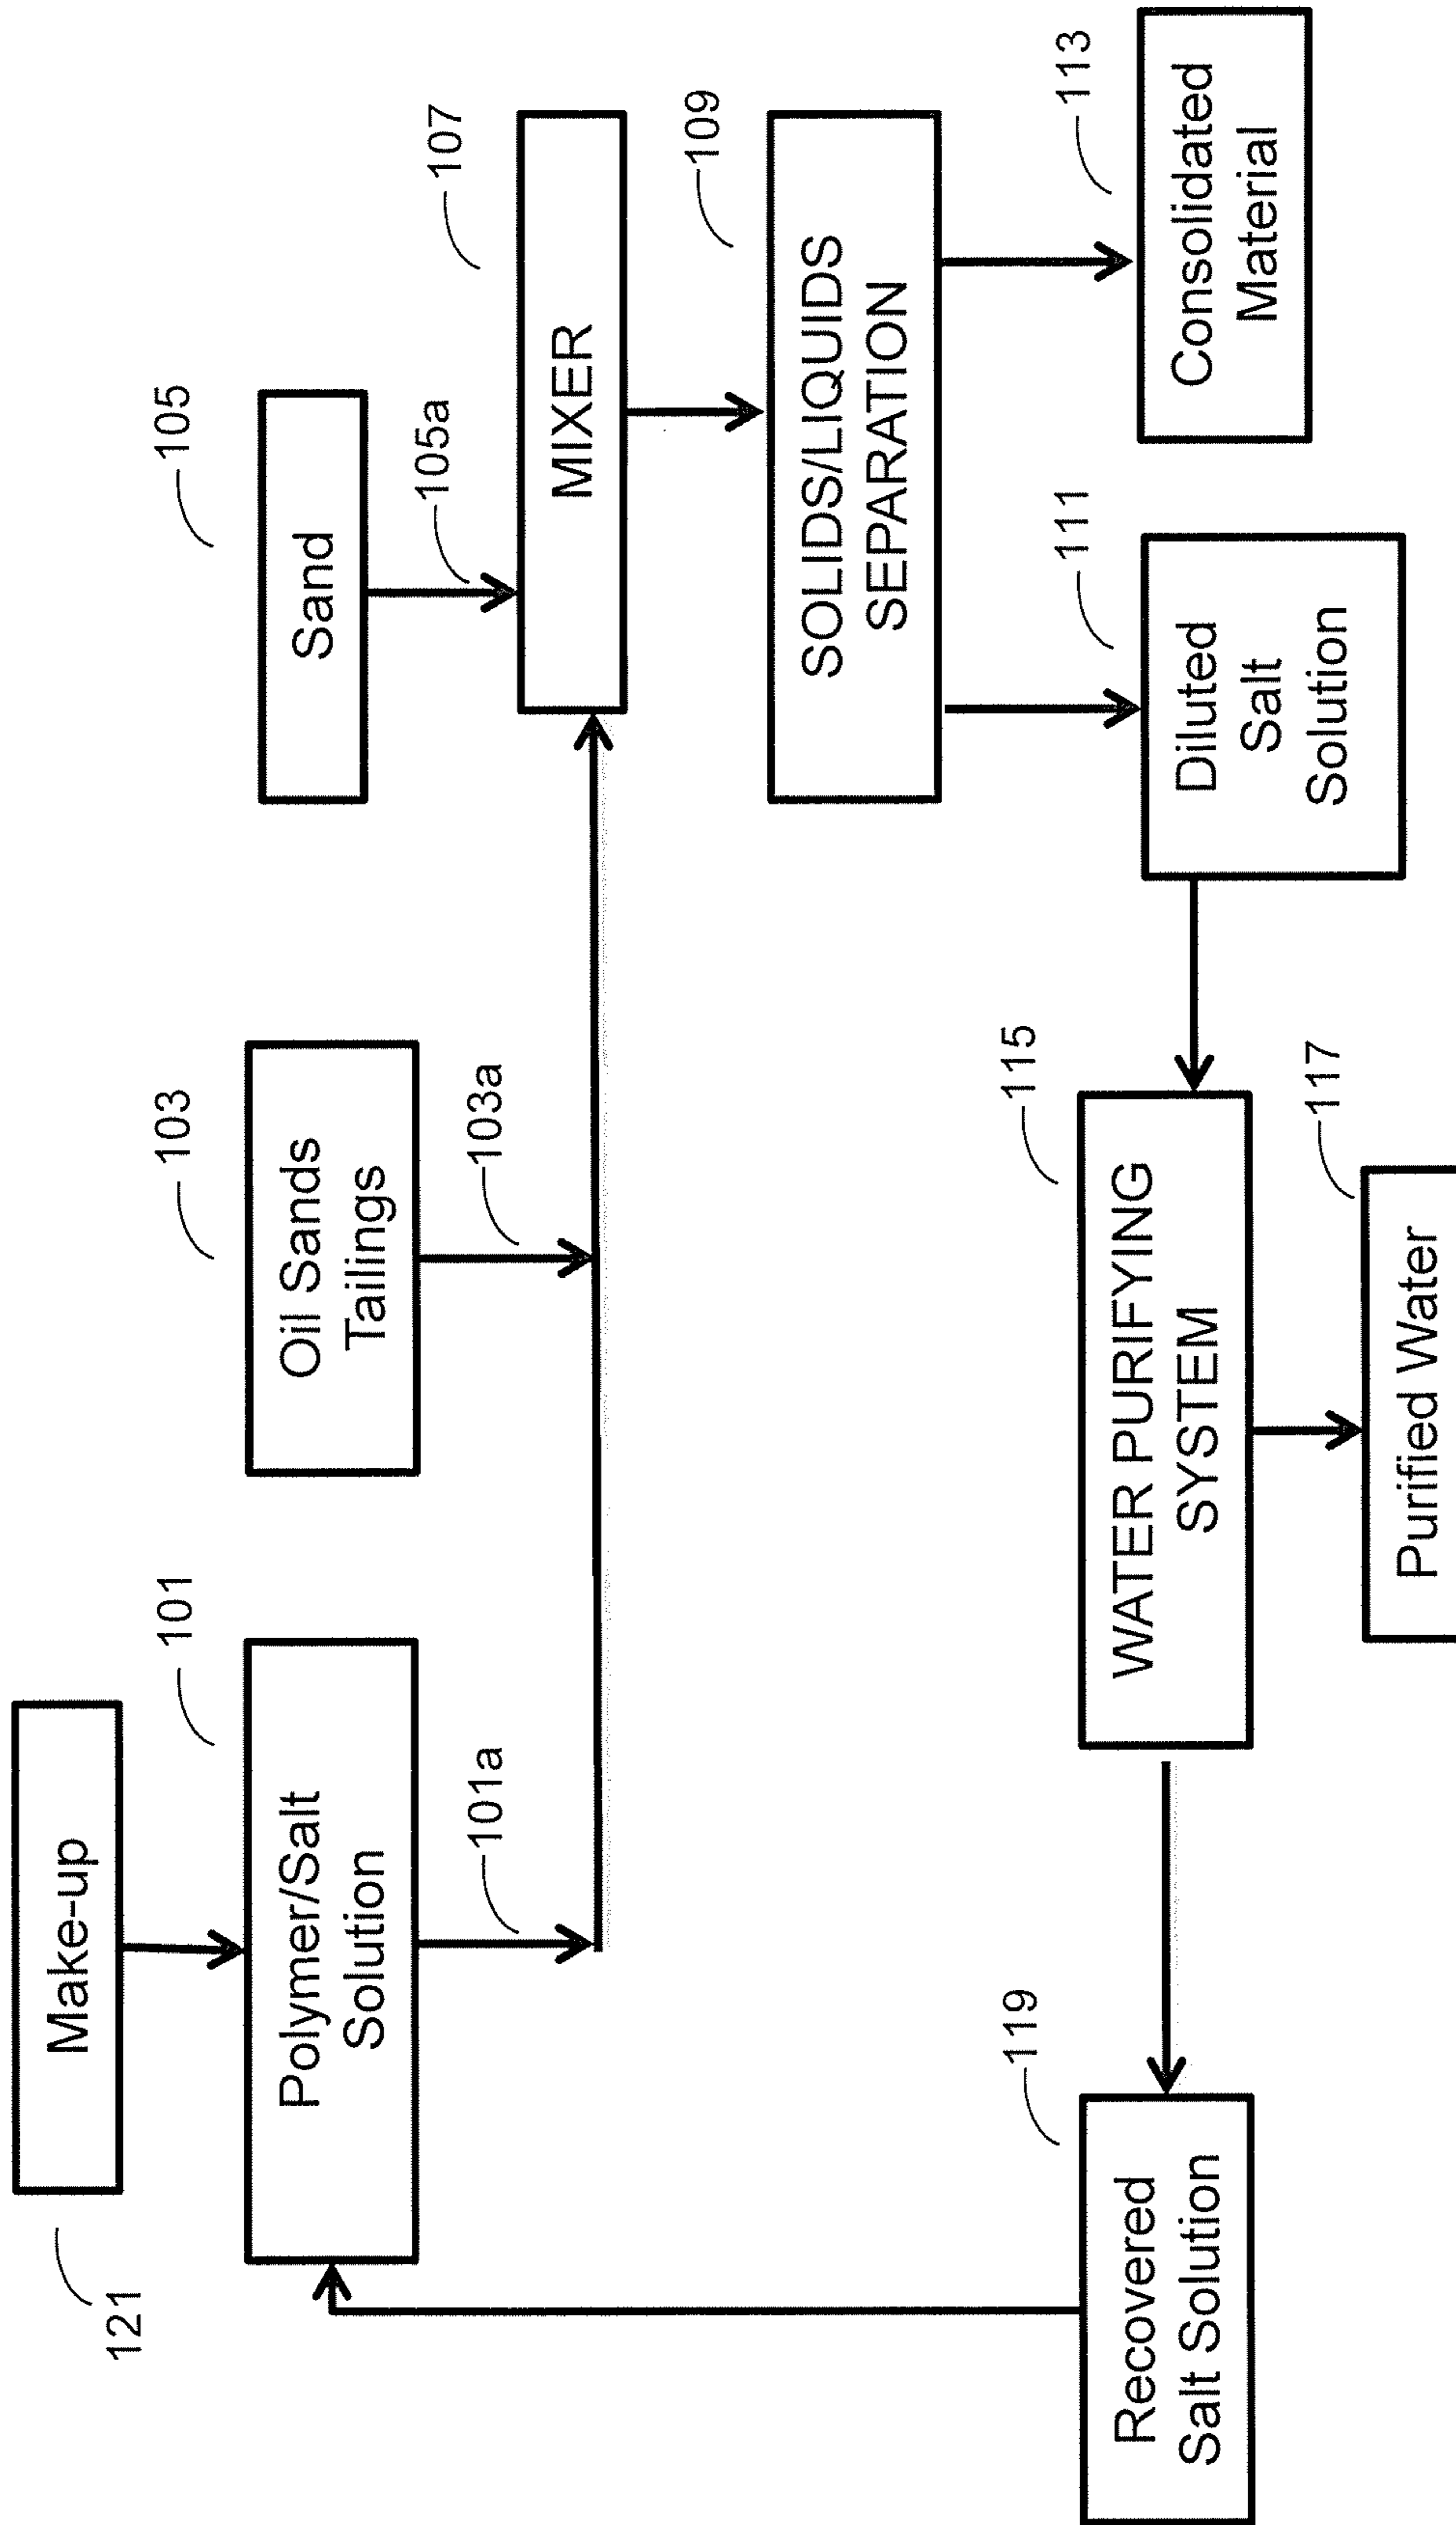 121
Make-up
101
Polymer/Salt
Solution
101a
103
Oil Sands
Tailings
103a
105
Sand
105a
107
MIXER
109
SOLIDS/LIQUIDS
SEPARATION
111
Diluted
Salt
Solution
113
Consolidated
Material
115
WATER PURIFYING
SYSTEM
117
Purified Water
119
Recovered
Salt Solution